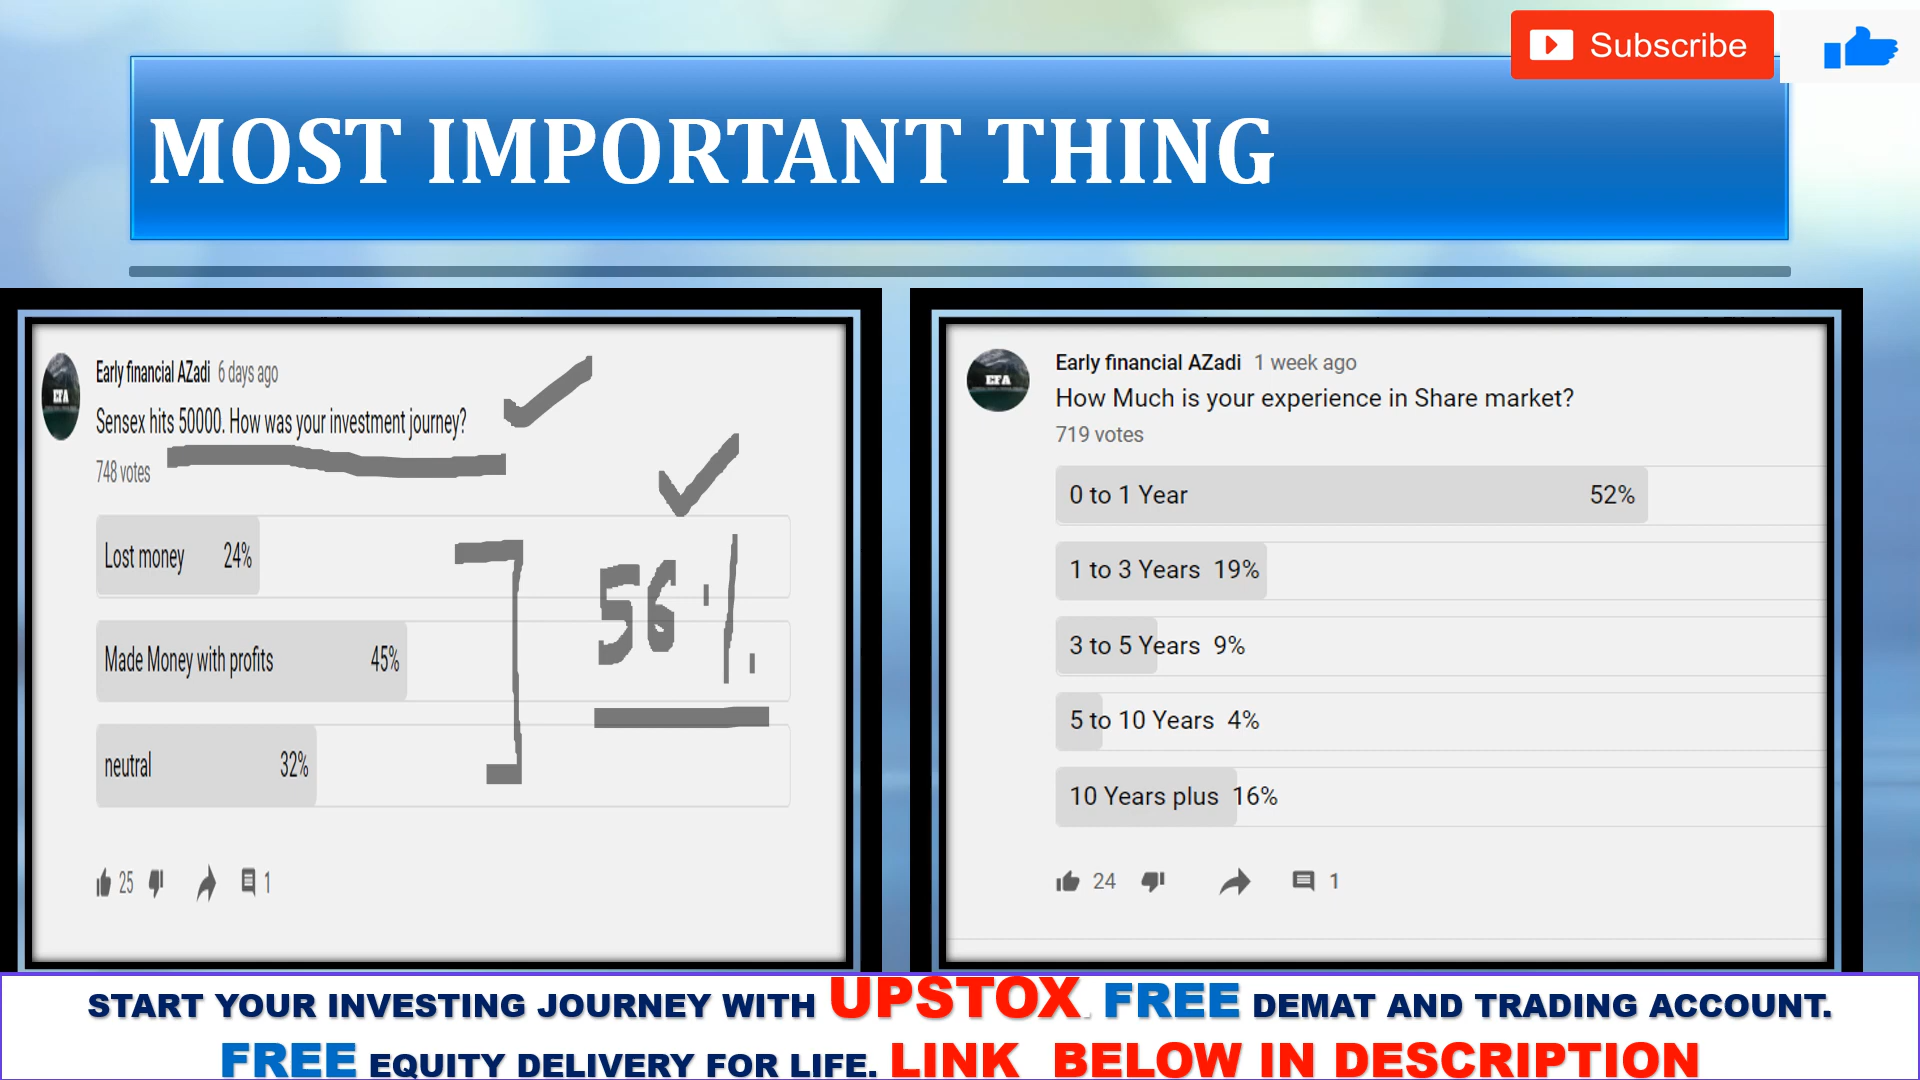 Subscribe
MOST IMPORTANT THING
EFA
Early financial AZadi 6 days ago
Sensex hits 50000. How was your investment journey?
748 votes
Lost money 24%
Made Money with profits 45%
neutral 32%
56%
25 1
EFA
Early financial AZadi 1 week ago
How Much is your experience in Share market?
719 votes
0 to 1 Year 52%
1 to 3 Years 19%
3 to 5 Years 9%
5 to 10 Years 4%
10 Years plus 16%
24 1
START YOUR INVESTING JOURNEY WITH UPSTOX. FREE DEMAT AND TRADING ACCOUNT.
FREE EQUITY DELIVERY FOR LIFE. LINK BELOW IN DESCRIPTION